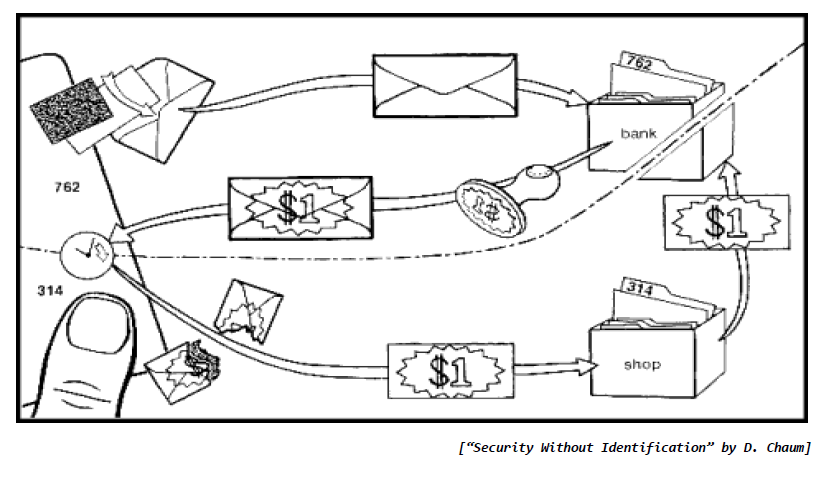 762
bank
762
$1
$1
$1
314
314
$1
shop
[“Security Without Identification” by D. Chaum]